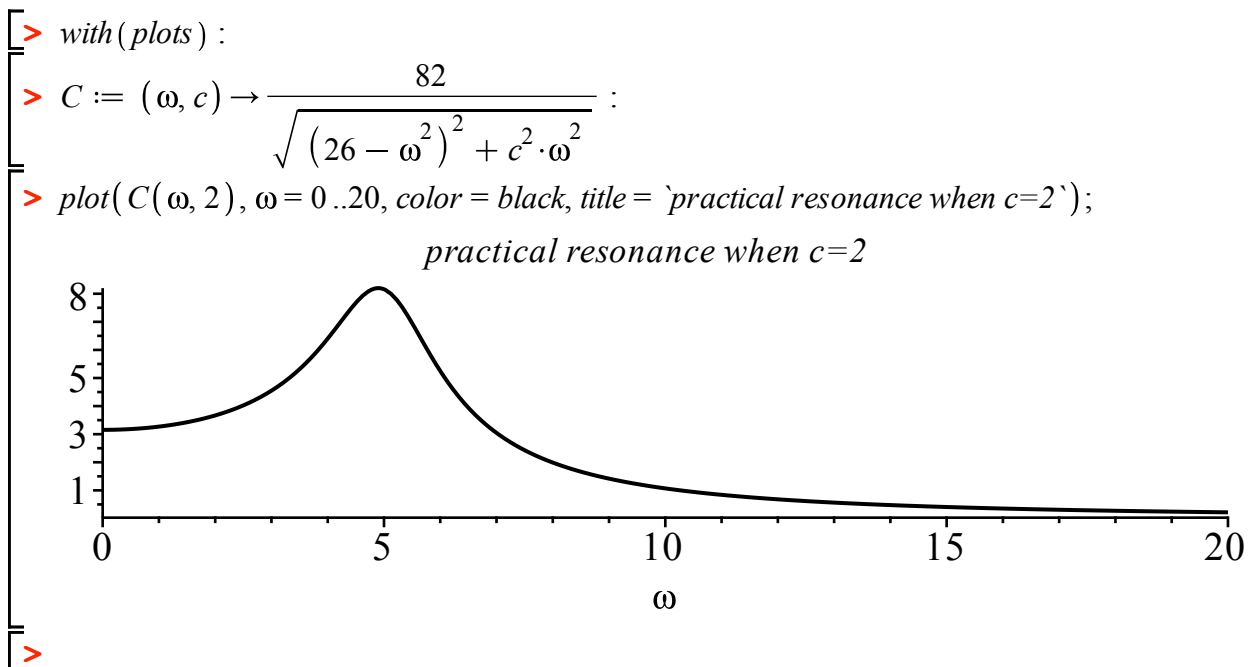 > with(plots) :
> C := (ω, c) → 82 / √((26 − ω²)² + c²·ω²) :
> plot(C(ω, 2), ω = 0 ..20, color = black, title = `practical resonance when c=2`);
practical resonance when c=2
8
5
3
1
0 5 10 15 20
ω
>